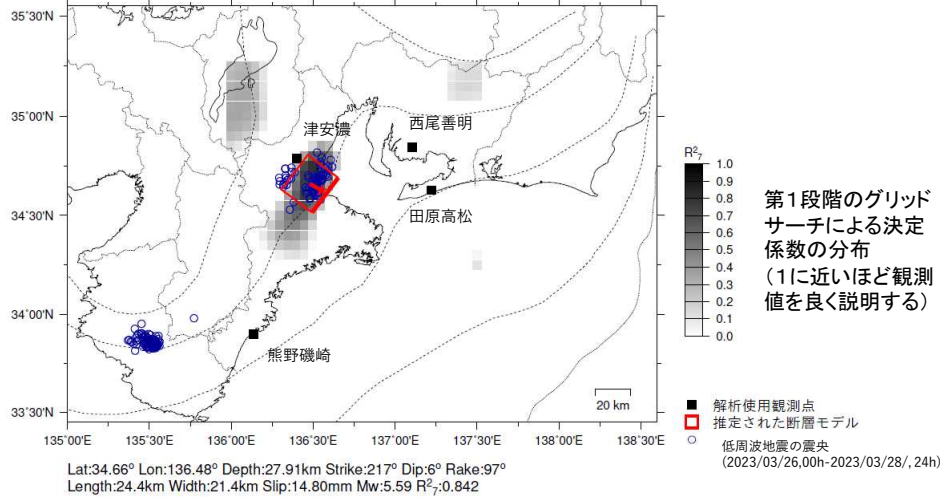 35°30'N
35°00'N
34°30'N
34°00'N
33°30'N
135°00'E 135°30'E 136°00'E 136°30'E 137°00'E 137°30'E 138°00'E 138°30'E
津安濃
西尾善明
田原高松
熊野磯崎
20 km
R²₇
1.0
0.9
0.8
0.7
0.6
0.5
0.4
0.3
0.2
0.1
0.0
第1段階のグリッド
サーチによる決定
係数の分布
(1に近いほど観測
値を良く説明する)
解析使用観測点
推定された断層モデル
低周波地震の震央
(2023/03/26,00h-2023/03/28/, 24h)
Lat:34.66° Lon:136.48° Depth:27.91km Strike:217° Dip:6° Rake:97°
Length:24.4km Width:21.4km Slip:14.80mm Mw:5.59 R²₇:0.842